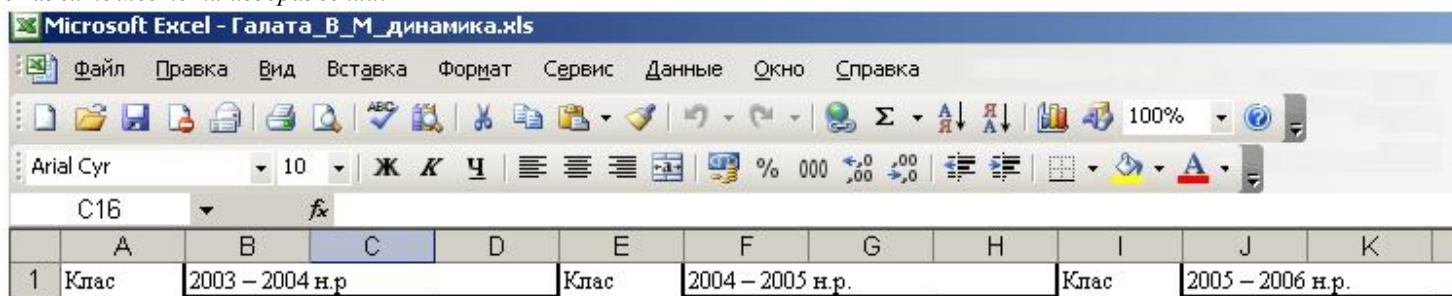 Microsoft Excel - Галата_В_М_динамика.xls
Файл Правка Вид Вставка Формат Сервис Данные Окно Справка
100%
Arial Cyr 10 Ж К Ч % 000
C16 fx
A B C D E F G H I J K
1 Клас 2003 – 2004 н.р Клас 2004 – 2005 н.р. Клас 2005 – 2006 н.р.